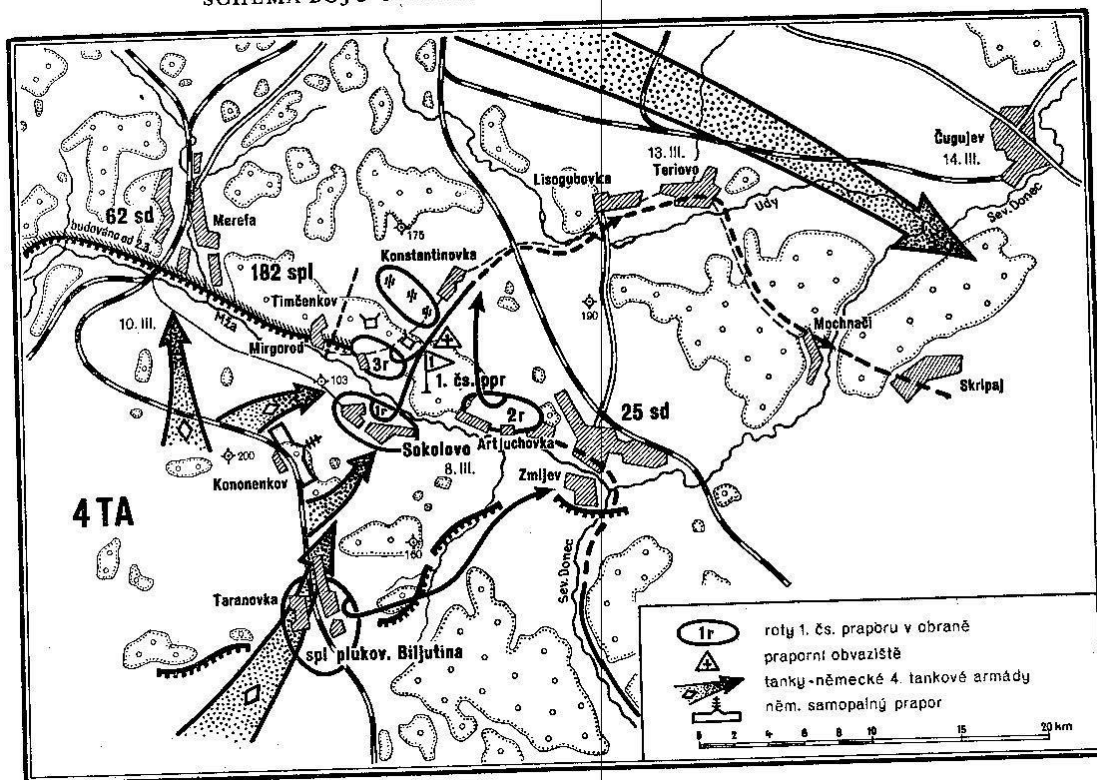 SCHÉMA BOJŮ
Čugujev
14. III.
13. III.
Teriovo
Lisogubovka
Udy
Sev. Donec
62 sd
Merefa
budováno od 2.3.
175
Konstantinovka
182 spl
Timčenkov
10. III.
Mža
Mirgorod
190
Mochnači
Skripaj
3r
103
1. čs. ppr
1r
2r
25 sd
Sokolovo
Artjuchovka
8. III.
200
Kononenkov
Zmijev
4 TA
160
Sev. Donec
Taranovka
spl plukov. Biljutina
1r
roty 1. čs. praporu v obraně
praporní obvaziště
tanky-německé 4. tankové armády
něm. samopalný prapor
0 2 4 6 10 15 20 km